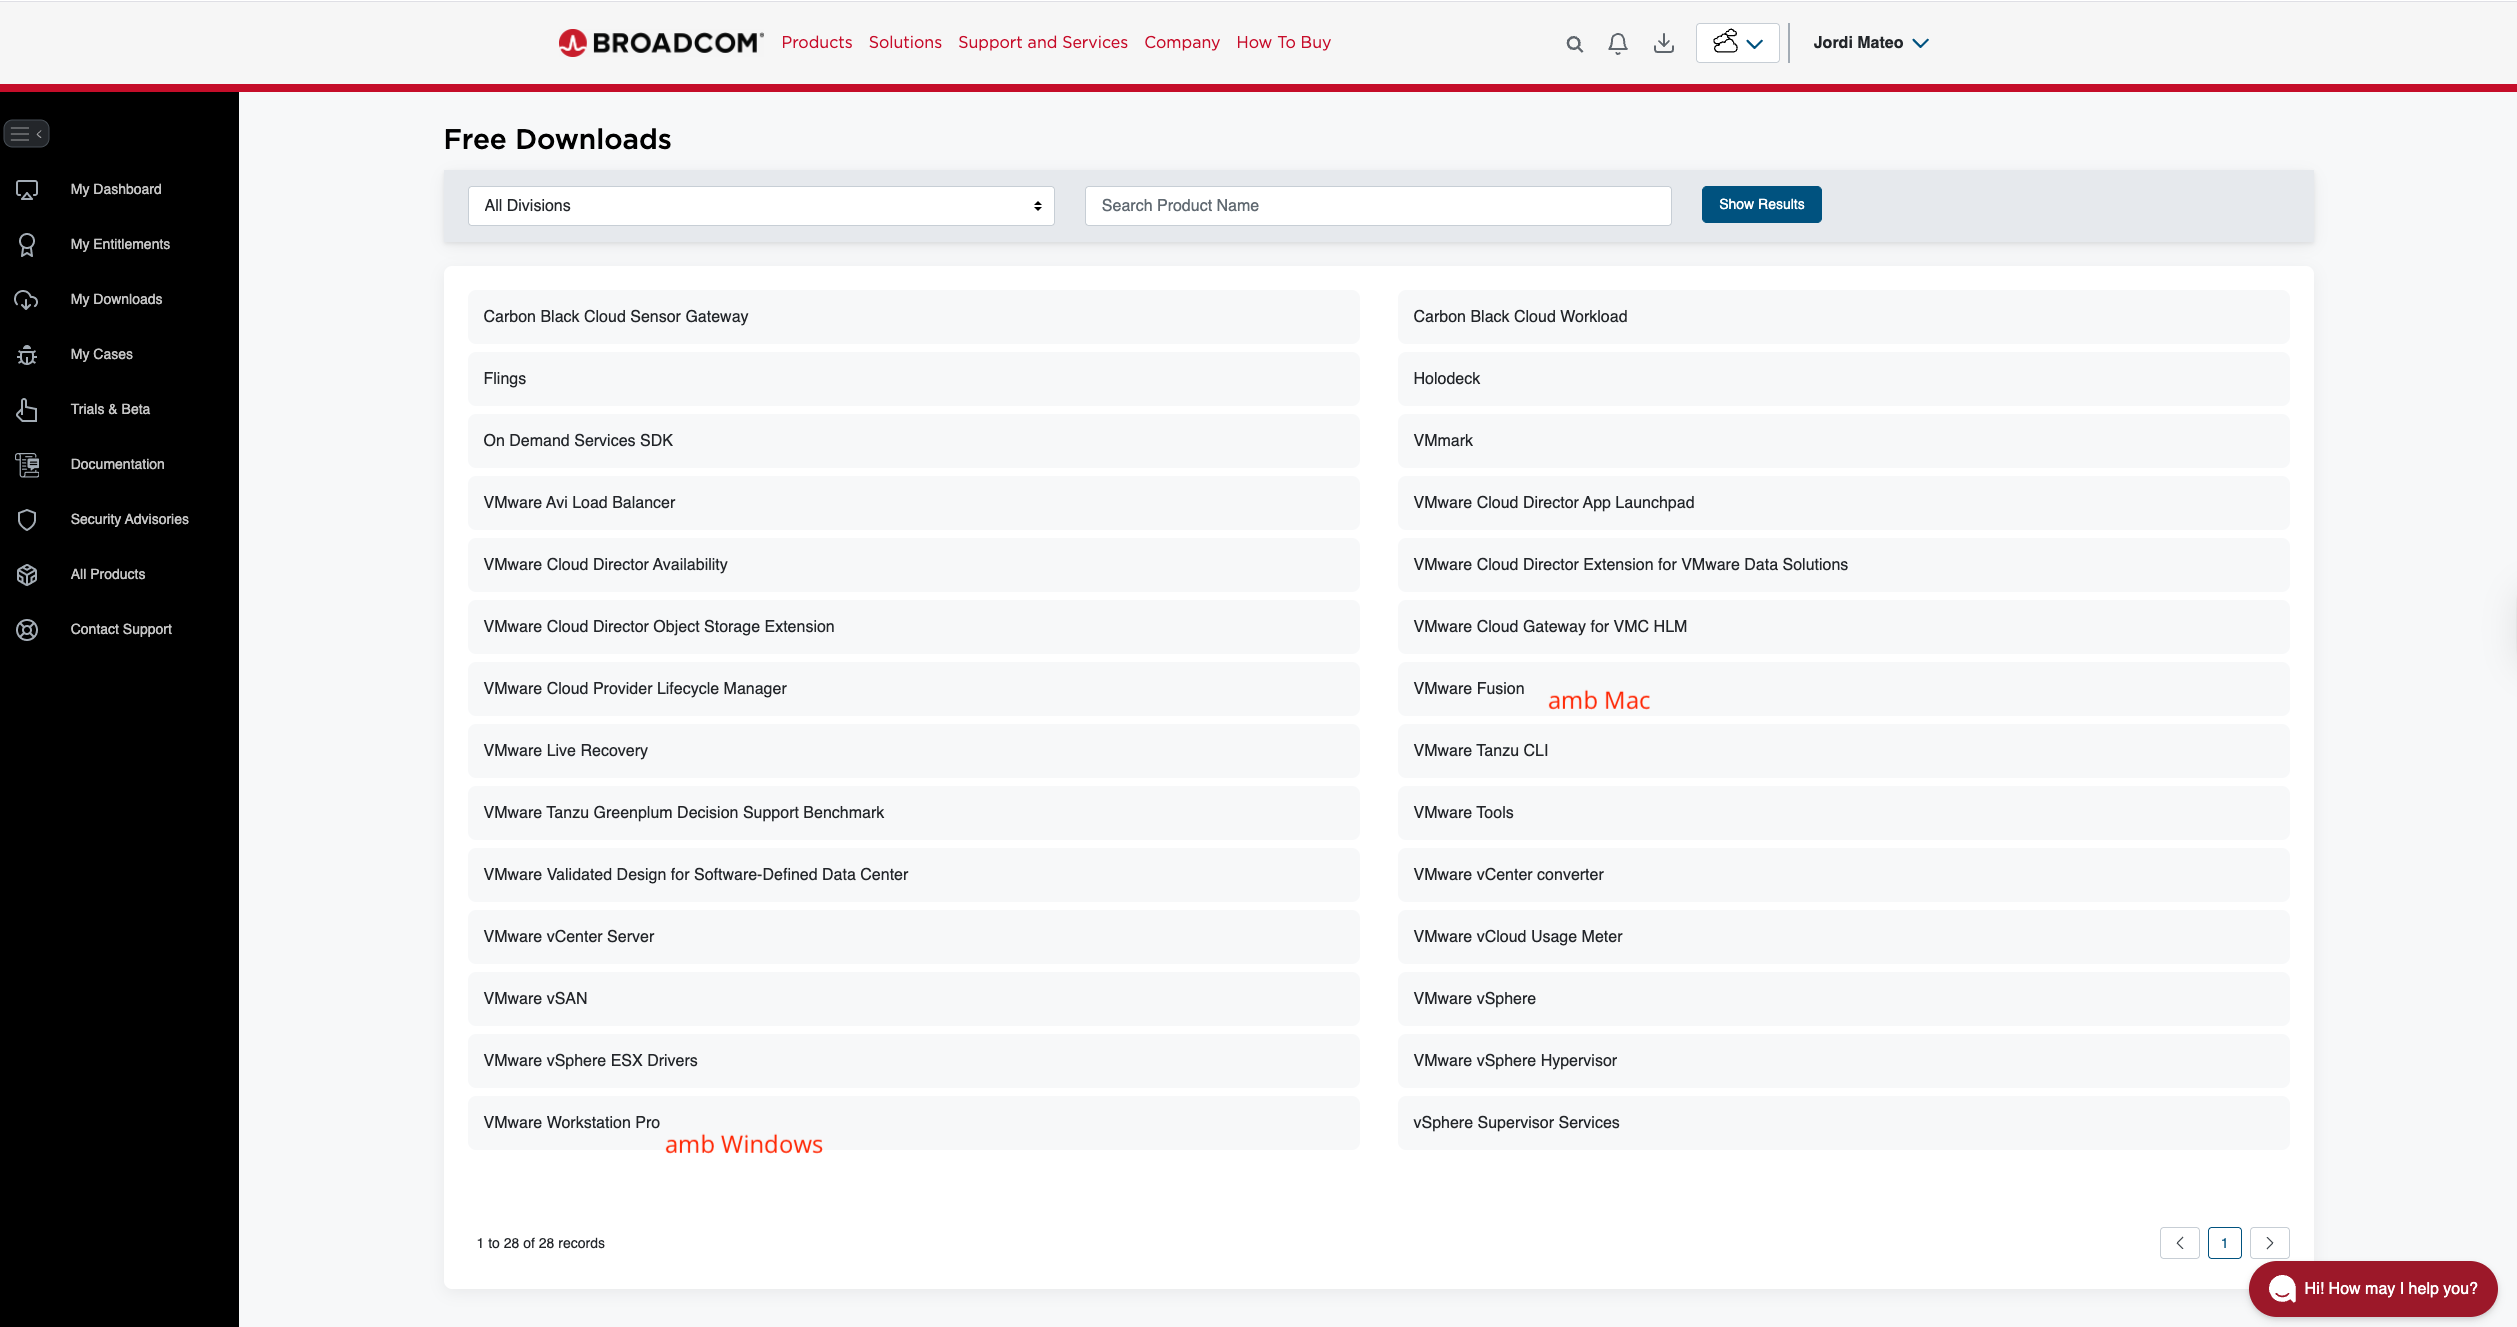 BROADCOM
Products Solutions Support and Services Company How To Buy
Jordi Mateo
My Dashboard
My Entitlements
My Downloads
My Cases
Trials & Beta
Documentation
Security Advisories
All Products
Contact Support
Free Downloads
All Divisions
Search Product Name
Show Results
Carbon Black Cloud Sensor Gateway
Carbon Black Cloud Workload
Flings
Holodeck
On Demand Services SDK
VMmark
VMware Avi Load Balancer
VMware Cloud Director App Launchpad
VMware Cloud Director Availability
VMware Cloud Director Extension for VMware Data Solutions
VMware Cloud Director Object Storage Extension
VMware Cloud Gateway for VMC HLM
VMware Cloud Provider Lifecycle Manager
VMware Fusion
amb Mac
VMware Live Recovery
VMware Tanzu CLI
VMware Tanzu Greenplum Decision Support Benchmark
VMware Tools
VMware Validated Design for Software-Defined Data Center
VMware vCenter converter
VMware vCenter Server
VMware vCloud Usage Meter
VMware vSAN
VMware vSphere
VMware vSphere ESX Drivers
VMware vSphere Hypervisor
VMware Workstation Pro
amb Windows
vSphere Supervisor Services
1 to 28 of 28 records
1
Hi! How may I help you?